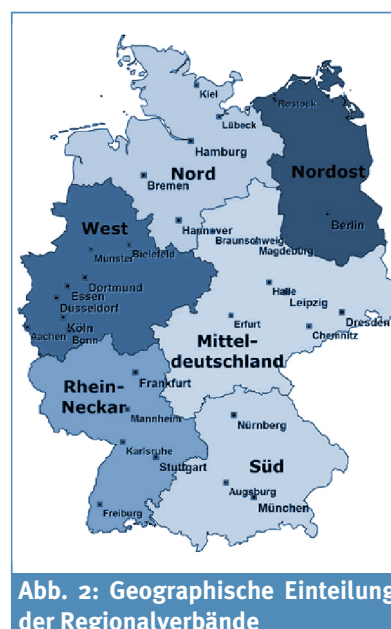 Kiel
Rostock
Lübeck
Hamburg
Nord
Nordost
Bremen
West
Hannover
Berlin
Braunschweig
Münster
Bielefeld
Magdeburg
Dortmund
Halle
Essen
Leipzig
Düsseldorf
Erfurt
Dresden
Köln
Aachen
Bonn
Chemnitz
Mittel-
deutschland
Rhein-
Neckar
Frankfurt
Mannheim
Nürnberg
Karlsruhe
Stuttgart
Süd
Augsburg
München
Freiburg
Abb. 2: Geographische Einteilung
der Regionalverbände